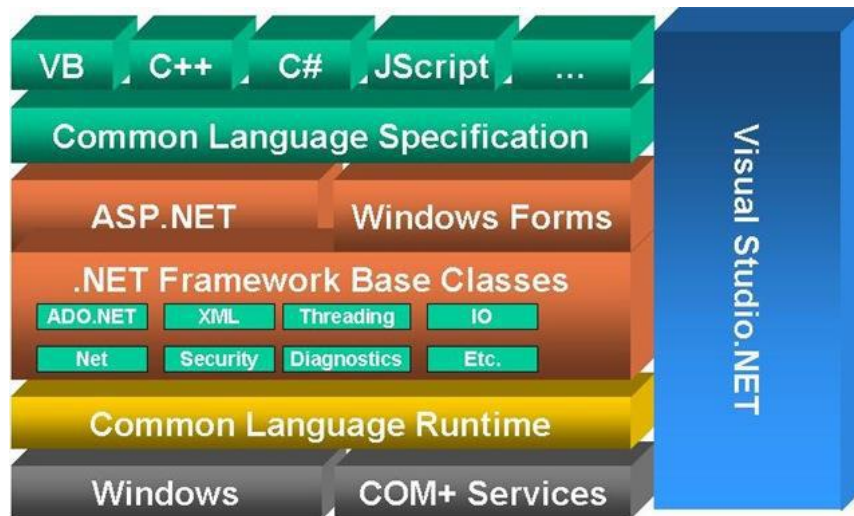 VB C++ C# JScript ...
Common Language Specification
ASP.NET Windows Forms
.NET Framework Base Classes
ADO.NET XML Threading IO
Net Security Diagnostics Etc.
Common Language Runtime
Windows COM+ Services
Visual Studio.NET